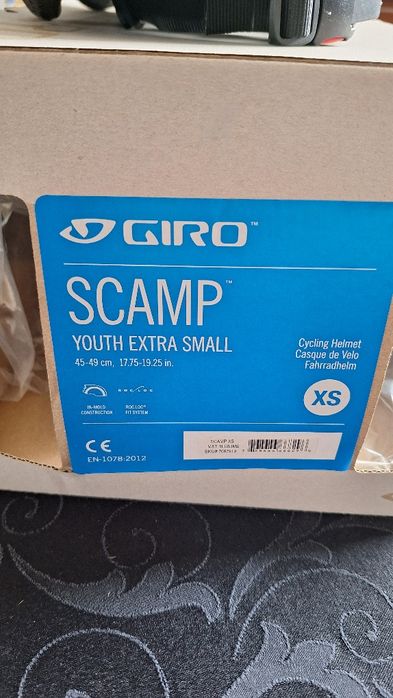 GIRO™
SCAMP™
YOUTH EXTRA SMALL
45-49 cm, 17.75-19.25 in.
Cycling Helmet
Casque de Velo
Fahrradhelm
XS
IN-MOLD
CONSTRUCTION
ROC LOC®
FIT SYSTEM
CE
EN-1078:2012
SCAMP XS